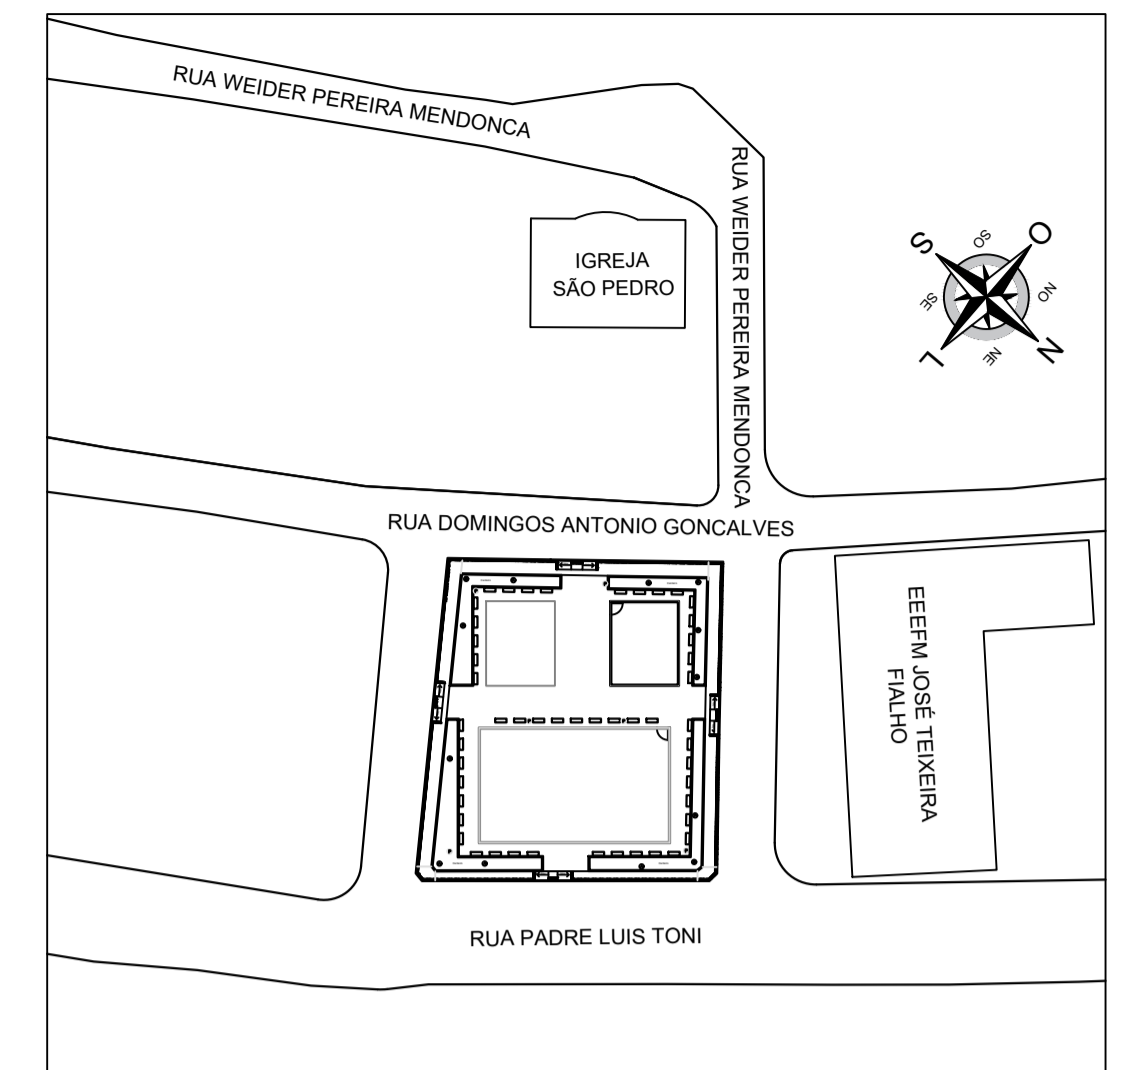 RUA WEIDER PEREIRA MENDONCA
RUA WEIDER PEREIRA MENDONCA
IGREJA
SÃO PEDRO
S
SO
O
SE
NO
L
NE
N
RUA DOMINGOS ANTONIO GONCALVES
EEEFM JOSÉ TEIXEIRA
FIALHO
RUA PADRE LUIS TONI